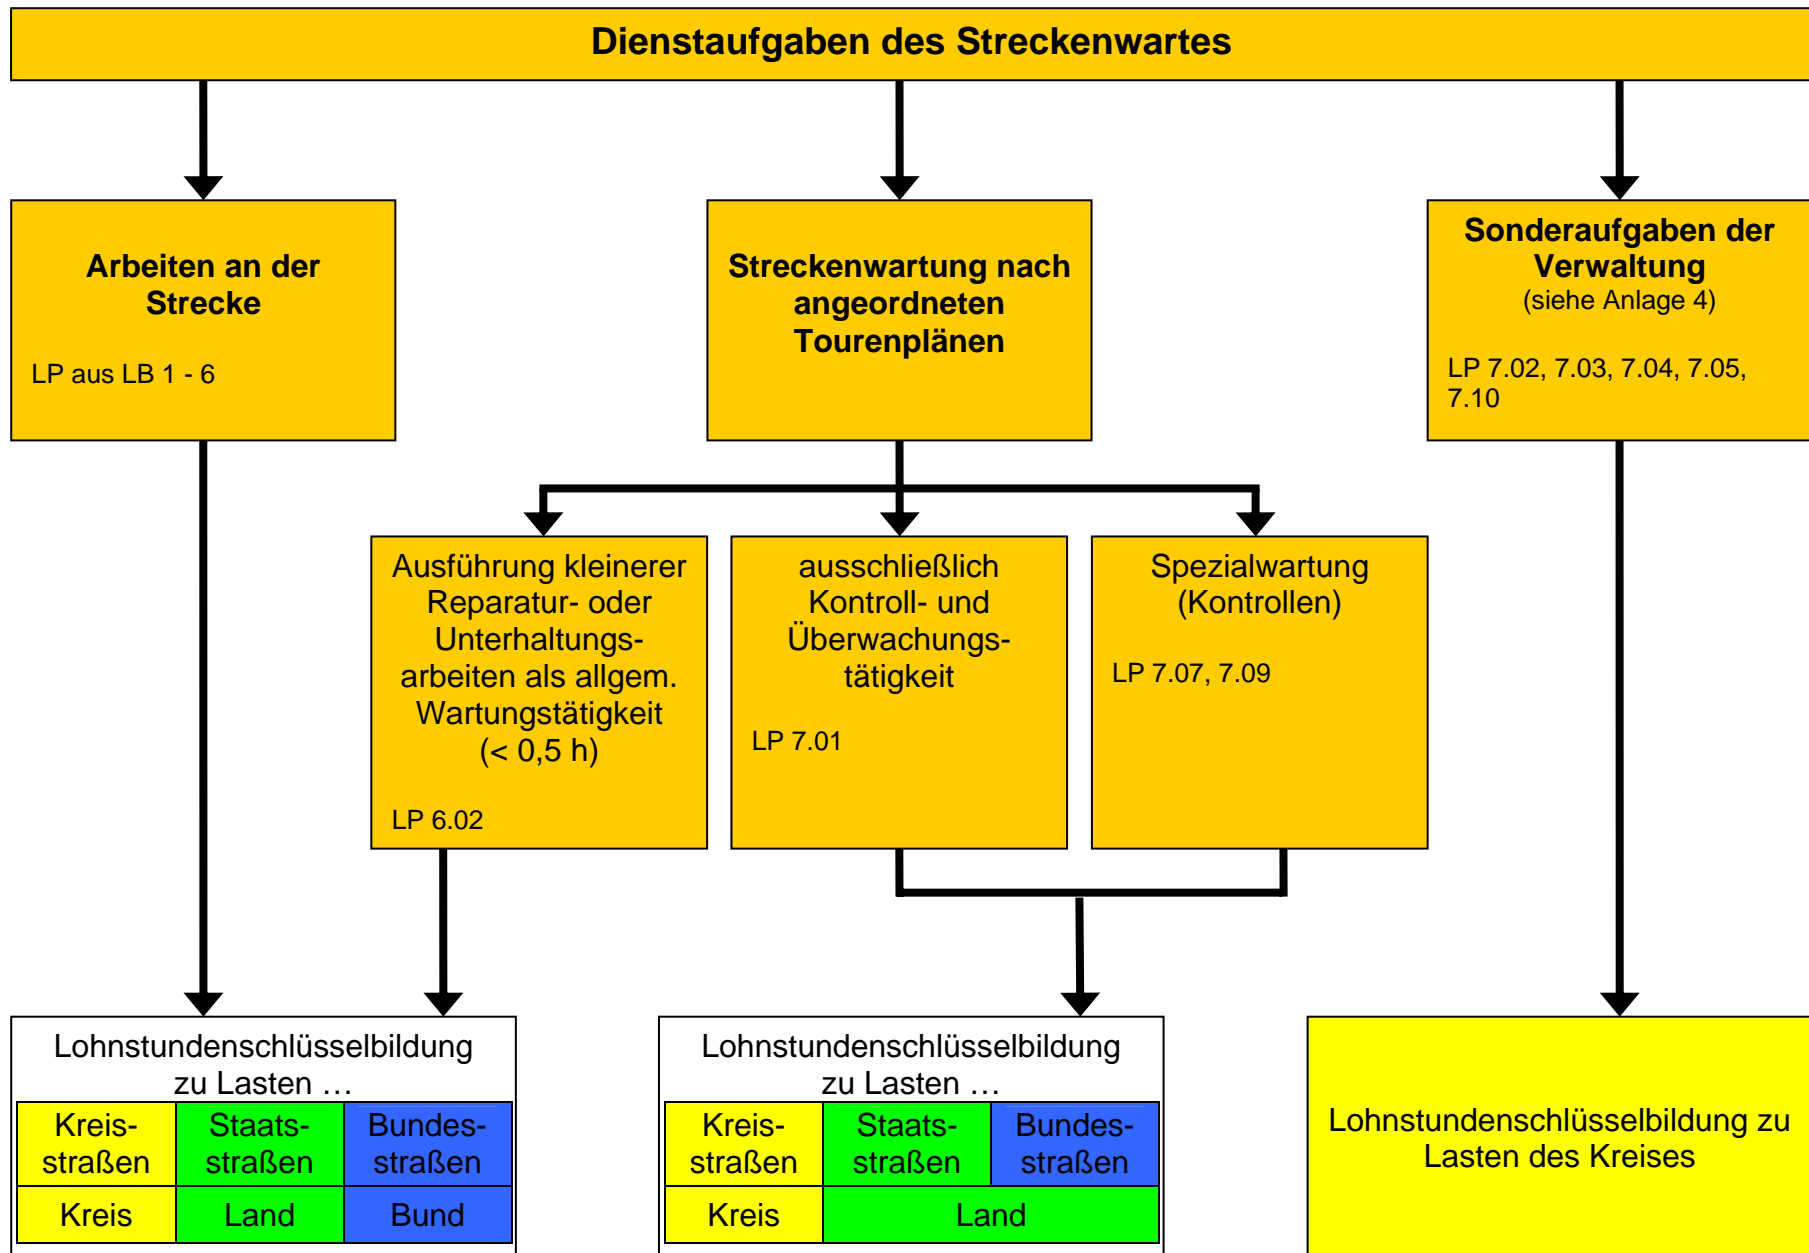 Dienstaufgaben des Streckenwartes
Arbeiten an der
Strecke
LP aus LB 1 - 6
Streckenwartung nach
angeordneten
Tourenplänen
Sonderaufgaben der
Verwaltung
(siehe Anlage 4)
LP 7.02, 7.03, 7.04, 7.05,
7.10
Ausführung kleinerer
Reparatur- oder
Unterhaltungs-
arbeiten als allgem.
Wartungstätigkeit
(< 0,5 h)
LP 6.02
ausschließlich
Kontroll- und
Überwachungs-
tätigkeit
LP 7.01
Spezialwartung
(Kontrollen)
LP 7.07, 7.09
Lohnstundenschlüsselbildung
zu Lasten …
Kreis-
straßen
Staats-
straßen
Bundes-
straßen
Kreis
Land
Bund
Lohnstundenschlüsselbildung
zu Lasten …
Kreis-
straßen
Staats-
straßen
Bundes-
straßen
Kreis
Land
Lohnstundenschlüsselbildung zu
Lasten des Kreises